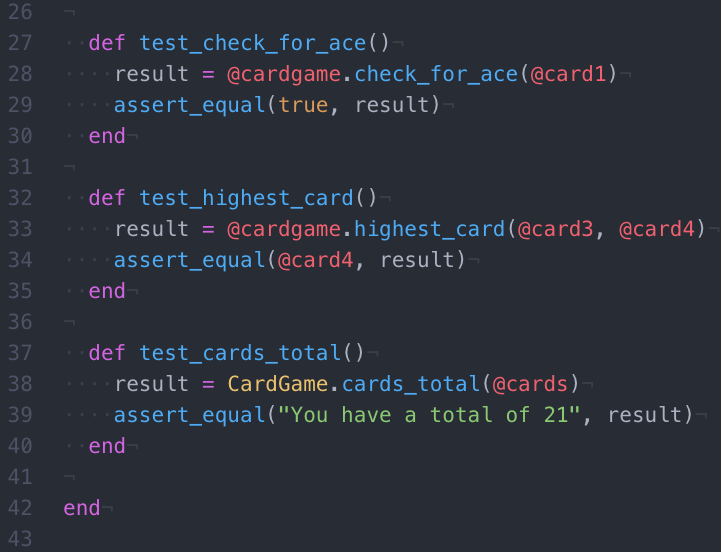 26 ¬
27 ··def test_check_for_ace()¬
28 ····result = @cardgame.check_for_ace(@card1)¬
29 ····assert_equal(true, result)¬
30 ··end¬
31 ¬
32 ··def test_highest_card()¬
33 ····result = @cardgame.highest_card(@card3, @card4)¬
34 ····assert_equal(@card4, result)¬
35 ··end¬
36 ¬
37 ··def test_cards_total()¬
38 ····result = CardGame.cards_total(@cards)¬
39 ····assert_equal("You have a total of 21", result)¬
40 ··end¬
41 ¬
42 end¬
43